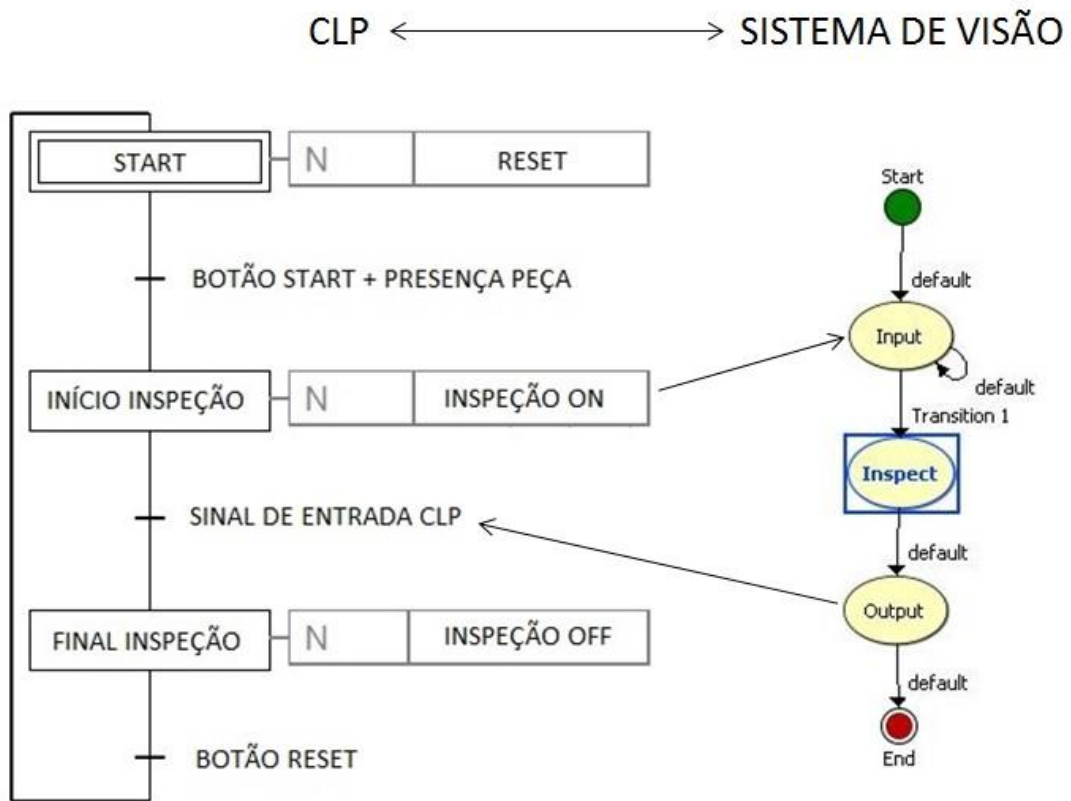 CLP SISTEMA DE VISÃO
START N RESET
BOTÃO START + PRESENÇA PEÇA
INÍCIO INSPEÇÃO N INSPEÇÃO ON
SINAL DE ENTRADA CLP
FINAL INSPEÇÃO N INSPEÇÃO OFF
BOTÃO RESET
Start
default
Input
default
Transition 1
Inspect
default
Output
default
End